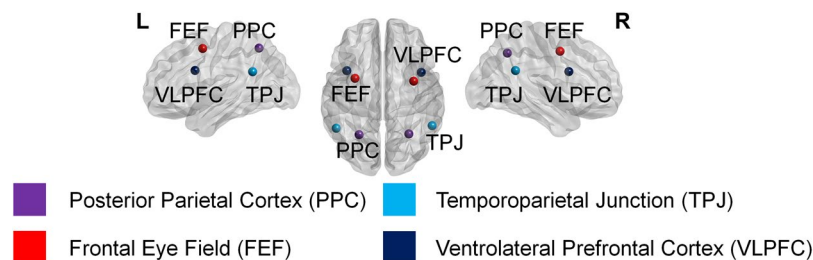 L
R
FEF PPC
VLPFC TPJ
VLPFC
FEF
PPC
TPJ
PPC FEF
TPJ VLPFC
Posterior Parietal Cortex (PPC)
Temporoparietal Junction (TPJ)
Frontal Eye Field (FEF)
Ventrolateral Prefrontal Cortex (VLPFC)